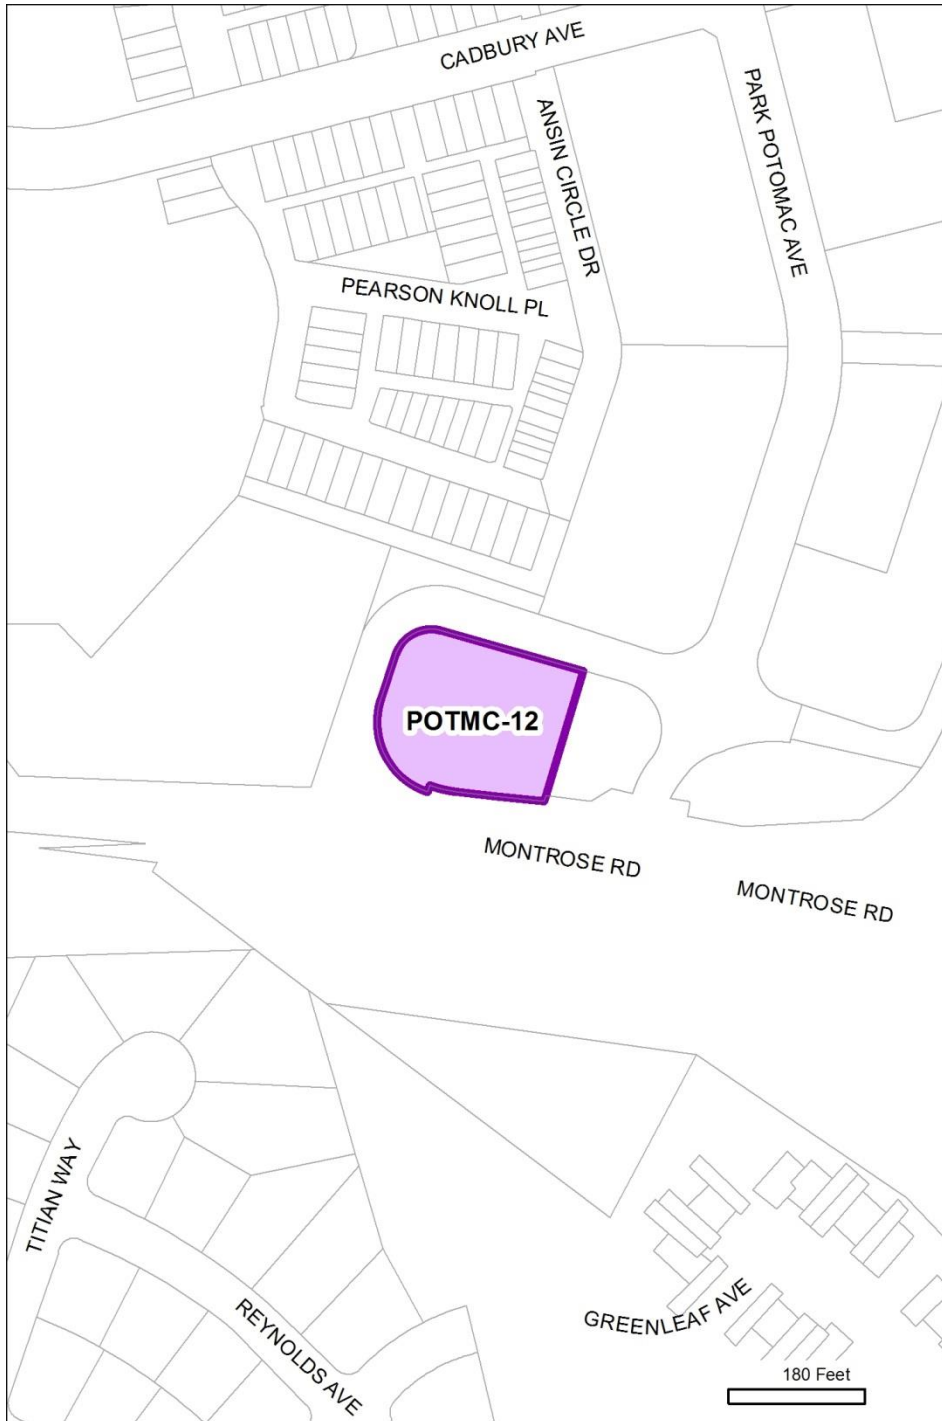 CADBURY AVE
ANSIN CIRCLE DR
PARK POTOMAC AVE
PEARSON KNOLL PL
POTMC-12
MONTROSE RD
MONTROSE RD
TITIAN WAY
REYNOLDS AVE
GREENLEAF AVE
180 Feet